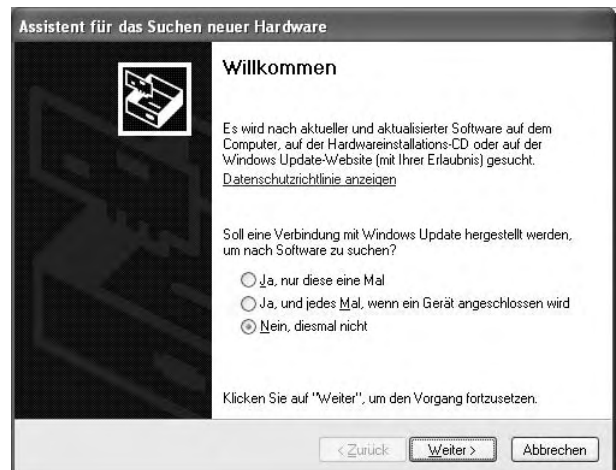 Assistent für das Suchen neuer Hardware
Willkommen
Es wird nach aktueller und aktualisierter Software auf dem
Computer, auf der Hardwareinstallations-CD oder auf der
Windows Update-Website (mit Ihrer Erlaubnis) gesucht.
Datenschutzrichtlinie anzeigen
Soll eine Verbindung mit Windows Update hergestellt werden,
um nach Software zu suchen?
Ja, nur diese eine Mal
Ja, und jedes Mal, wenn ein Gerät angeschlossen wird
Nein, diesmal nicht
Klicken Sie auf "Weiter", um den Vorgang fortzusetzen.
< Zurück Weiter > Abbrechen